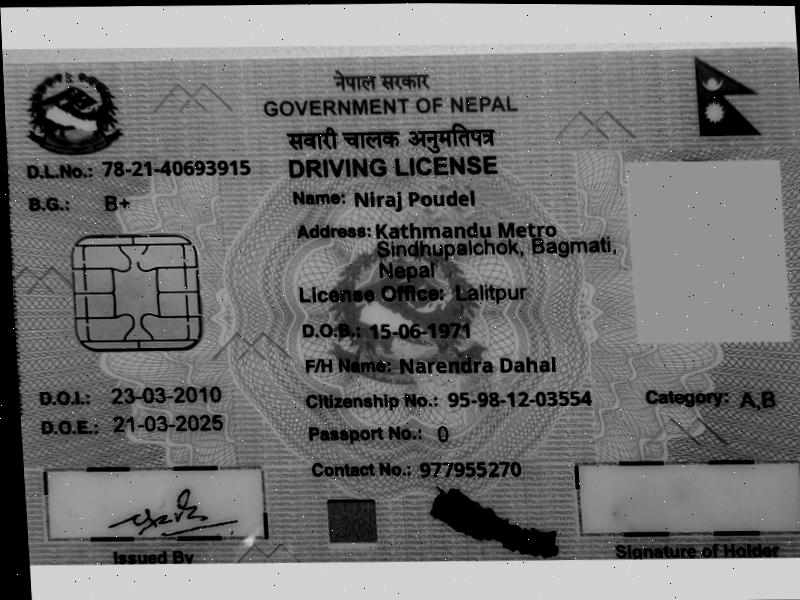 नेपाल सरकार
GOVERNMENT OF NEPAL
सवारी चालक अनुमतिपत्र
DRIVING LICENSE
D.L.No.: 78-21-40693915
B.G.: B+
Name: Niraj Poudel
Address: Kathmandu Metro
Sindhupalchok, Bagmati,
Nepal
License Office: Lalitpur
D.O.B.: 15-06-1971
F/H Name: Narendra Dahal
D.O.I.: 23-03-2010
Citizenship No.: 95-98-12-03554
Category: A,B
D.O.E.: 21-03-2025
Passport No.: 0
Contact No.: 977955270
Issued By
Signature of Holder